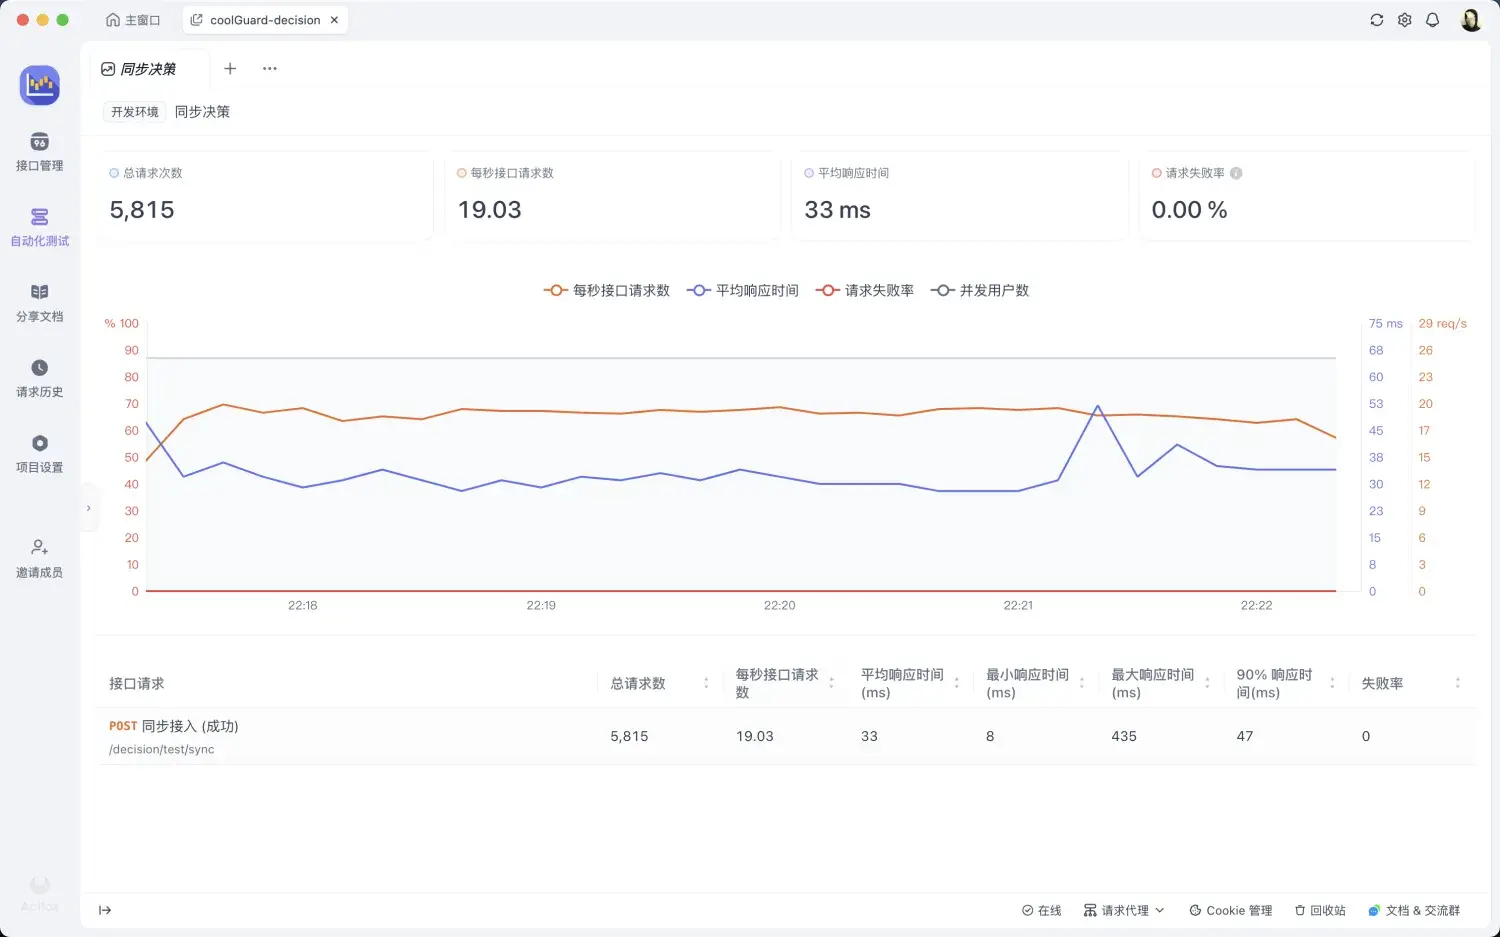 主窗口
coolGuard-decision
同步决策
开发环境 同步决策
接口管理
自动化测试
分享文档
请求历史
项目设置
邀请成员
Apifox
总请求次数
5,815
每秒接口请求数
19.03
平均响应时间
33 ms
请求失败率
0.00 %
每秒接口请求数 平均响应时间 请求失败率 并发用户数
% 100
90
80
70
60
50
40
30
20
10
0
75 ms
68
60
53
45
38
30
23
15
8
0
29 req/s
26
23
20
17
15
12
9
6
3
0
22:18 22:19 22:20 22:21 22:22
接口请求
总请求数
每秒接口请求
数
平均响应时间
(ms)
最小响应时间
(ms)
最大响应时间
(ms)
90% 响应时
间(ms)
失败率
POST 同步接入 (成功)
/decision/test/sync
5,815 19.03 33 8 435 47 0
在线 请求代理 Cookie 管理 回收站 文档 & 交流群